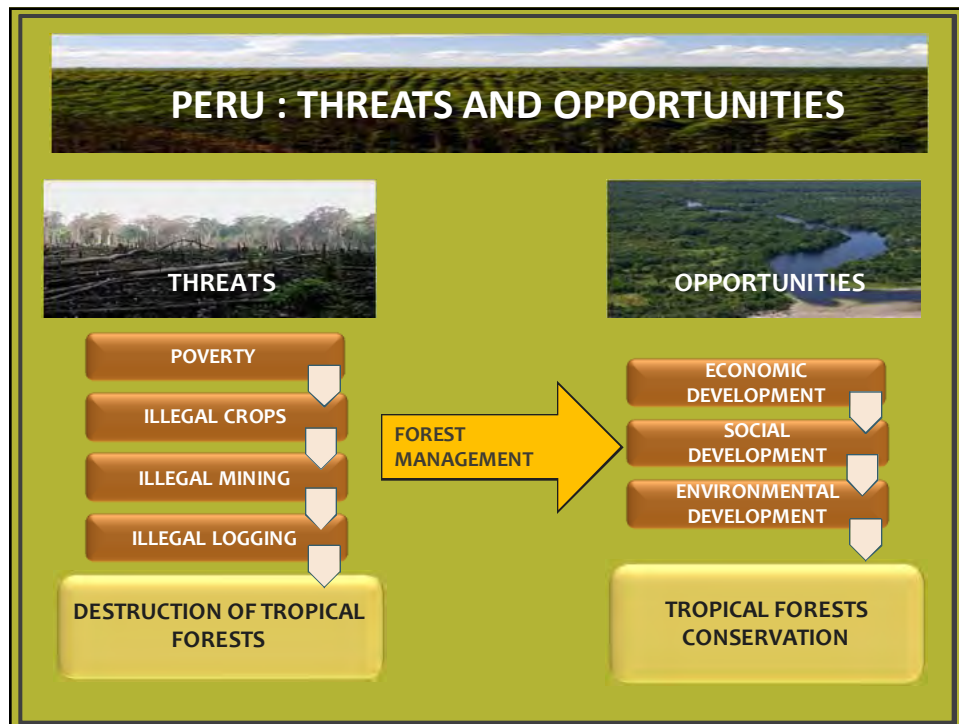 PERU : THREATS AND OPPORTUNITIES
THREATS
POVERTY
ILLEGAL CROPS
ILLEGAL MINING
ILLEGAL LOGGING
DESTRUCTION OF TROPICAL
FORESTS
FOREST
MANAGEMENT
OPPORTUNITIES
ECONOMIC
DEVELOPMENT
SOCIAL
DEVELOPMENT
ENVIRONMENTAL
DEVELOPMENT
TROPICAL FORESTS
CONSERVATION